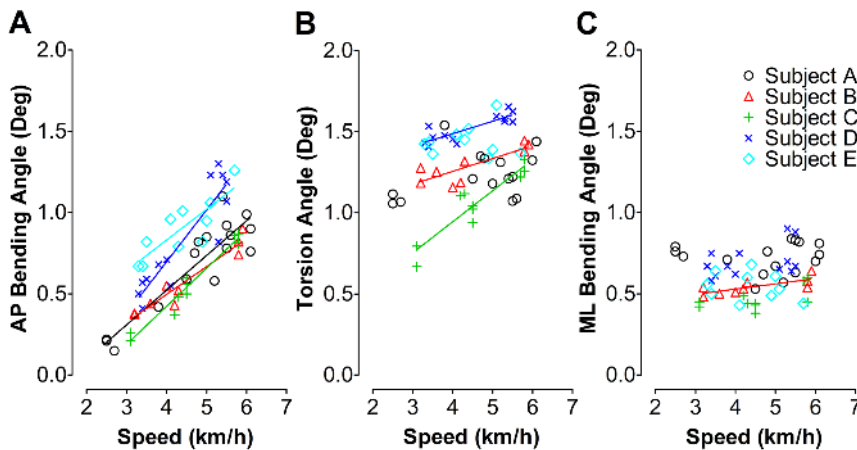 A
B
C
AP Bending Angle (Deg)
2.0
1.5
1.0
0.5
0.0
2 3 4 5 6 7
Speed (km/h)
Torsion Angle (Deg)
2.0
1.5
1.0
0.5
0.0
2 3 4 5 6 7
Speed (km/h)
ML Bending Angle (Deg)
2.0
1.5
1.0
0.5
0.0
2 3 4 5 6 7
Speed (km/h)
Subject A
Subject B
Subject C
Subject D
Subject E